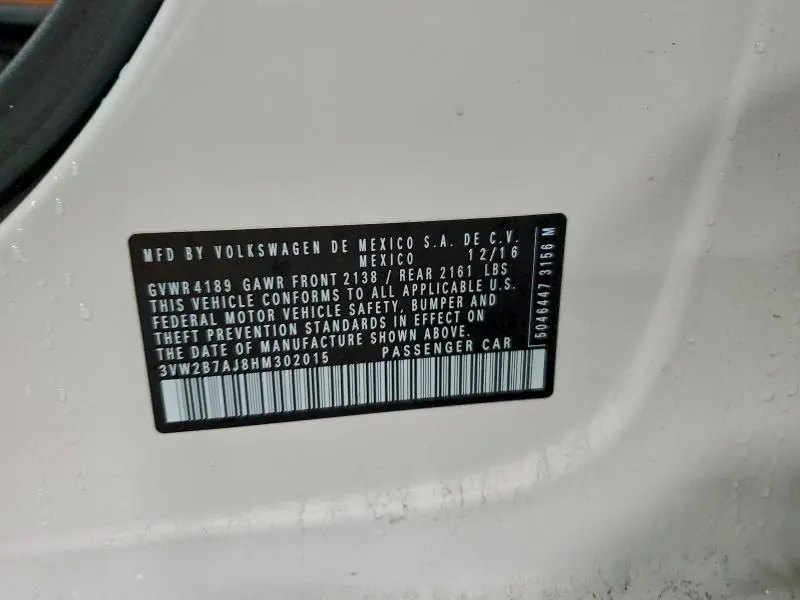 MFD BY VOLKSWAGEN DE MEXICO S.A. DE C.V.
MEXICO 12/16
GVWR 4189 GAWR FRONT 2138 / REAR 2161 LBS
THIS VEHICLE CONFORMS TO ALL APPLICABLE U.S.
FEDERAL MOTOR VEHICLE SAFETY, BUMPER AND
THEFT PREVENTION STANDARDS IN EFFECT ON
THE DATE OF MANUFACTURE SHOWN ABOVE.
3VW2B7AJ8HM302015 PASSENGER CAR
5046447 3156 M